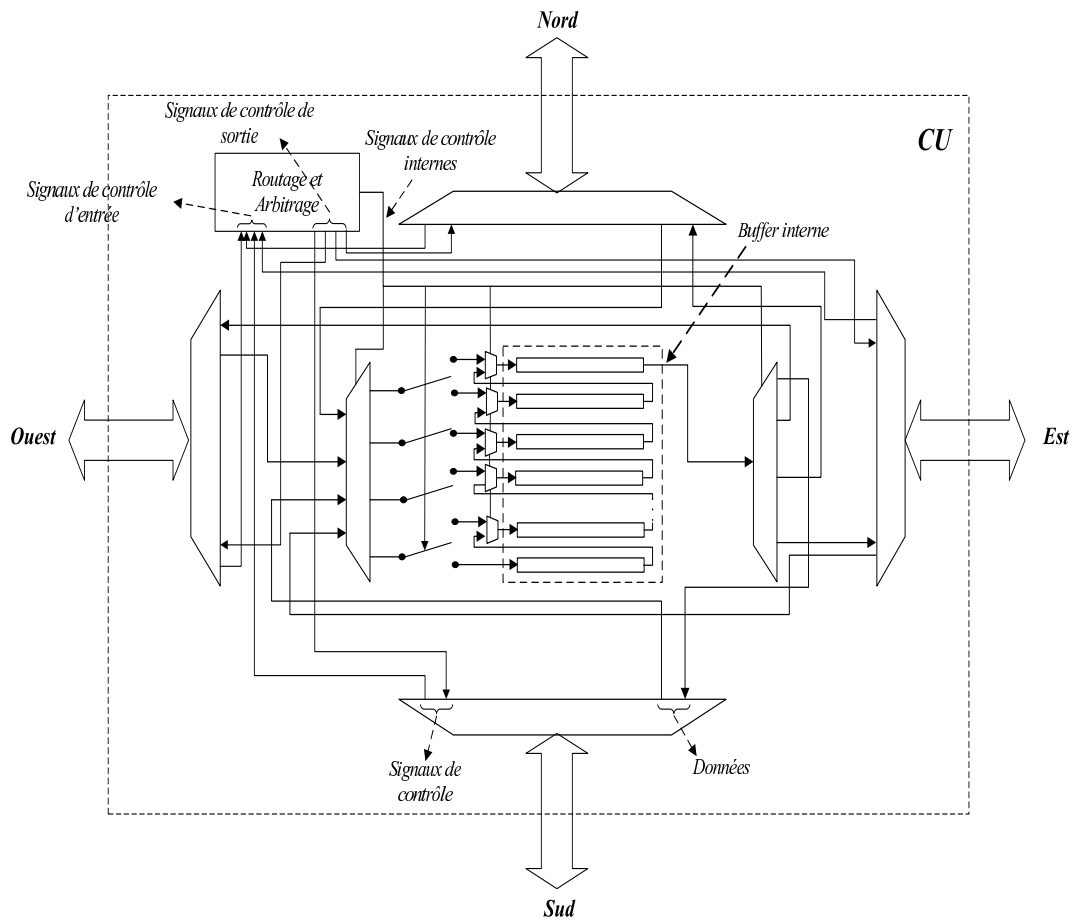 Nord
CU
Signaux de contrôle de
sortie
Signaux de contrôle
internes
Signaux de contrôle
d'entrée
Routage et
Arbitrage
Buffer interne
Ouest
Est
Signaux de
contrôle
Données
Sud